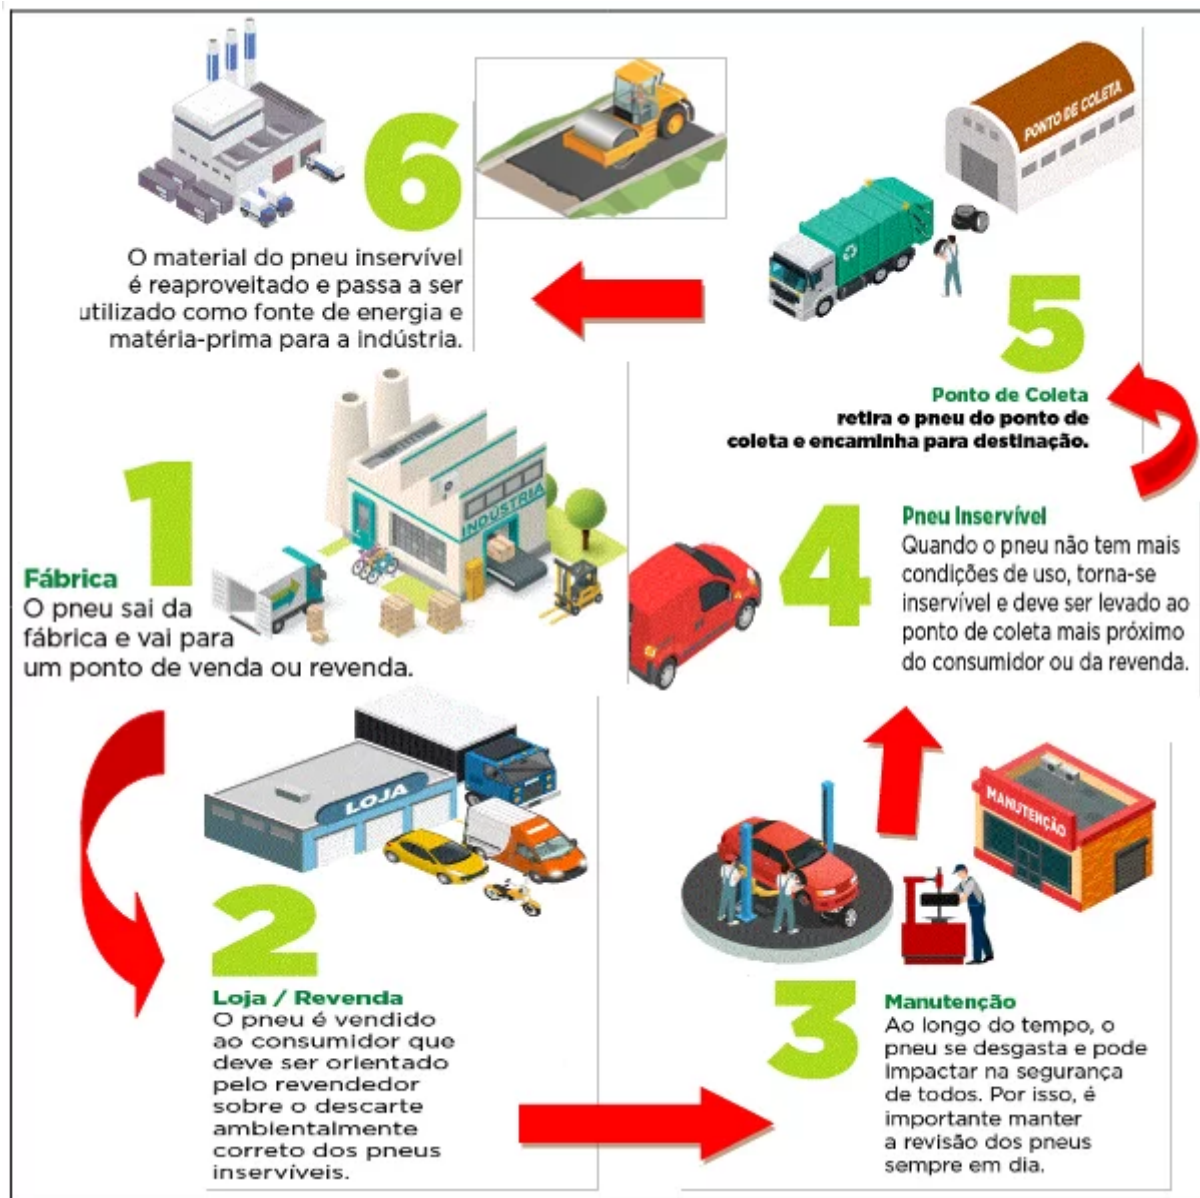 1
INDÚSTRIA
Fábrica
O pneu sai da
fábrica e vai para
um ponto de venda ou revenda.
LOJA
2
Loja / Revenda
O pneu é vendido
ao consumidor que
deve ser orientado
pelo revendedor
sobre o descarte
ambientalmente
correto dos pneus
inservíveis.
MANUTENÇÃO
3
Manutenção
Ao longo do tempo, o
pneu se desgasta e pode
impactar na segurança
de todos. Por isso, é
importante manter
a revisão dos pneus
sempre em dia.
4
Pneu Inservível
Quando o pneu não tem mais
condições de uso, torna-se
inservível e deve ser levado ao
ponto de coleta mais próximo
do consumidor ou da revenda.
PONTO DE COLETA
5
Ponto de Coleta
retira o pneu do ponto de
coleta e encaminha para destinação.
6
O material do pneu inservível
é reaproveitado e passa a ser
utilizado como fonte de energia e
matéria-prima para a indústria.